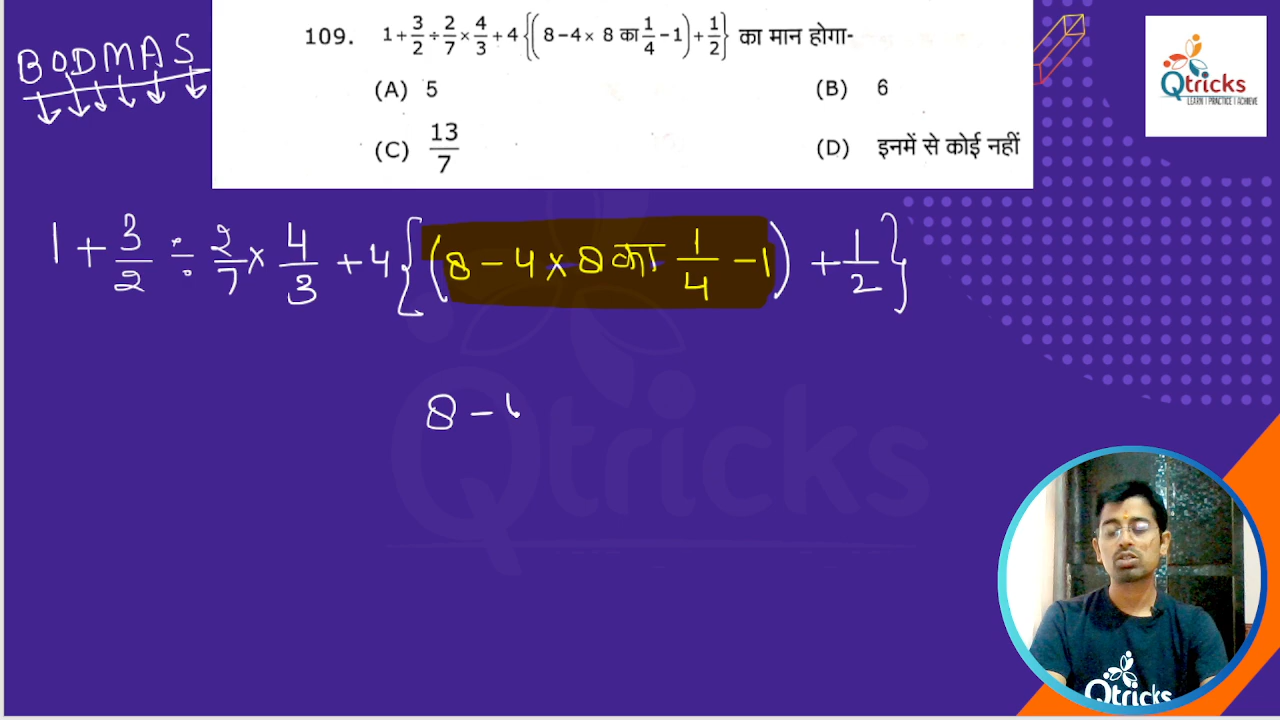 BODMAS
109. 1+3/2÷2/7×4/3+4{(8-4× 8 का 1/4 -1)+1/2} का मान होगा-
(A) 5 (B) 6
(C) 13/7 (D) इनमें से कोई नहीं
Qtricks
LEARN | PRACTICE | ACHIEVE
1 + 3/2 ÷ 2/7 × 4/3 + 4{(8 - 4 × 8 का 1/4 - 1) + 1/2}
8 -
Qtricks
Qtricks